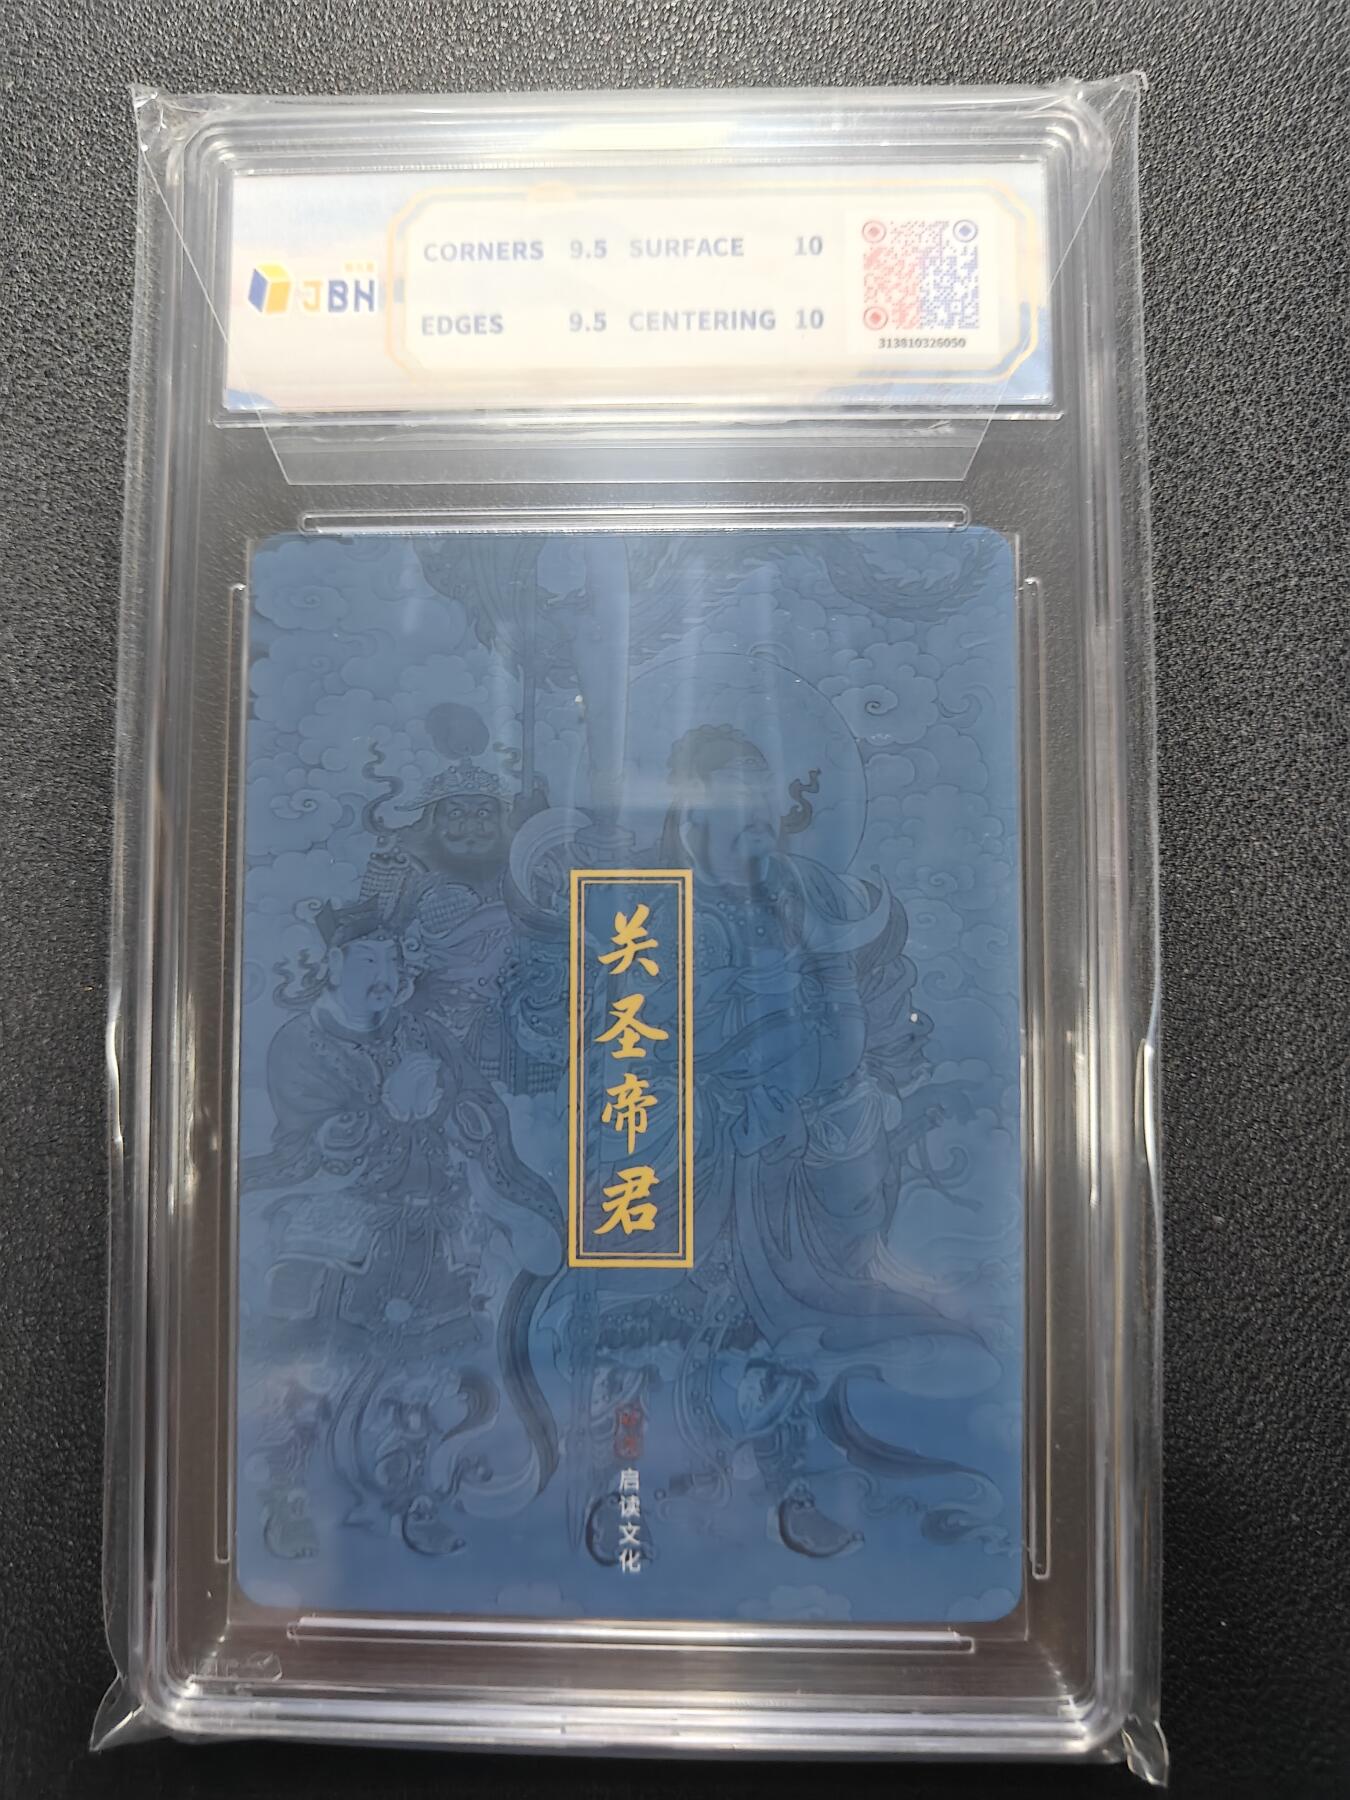 JBH
CORNERS 9.5 SURFACE 10
EDGES 9.5 CENTERING 10
313810326050
关圣帝君
启读文化